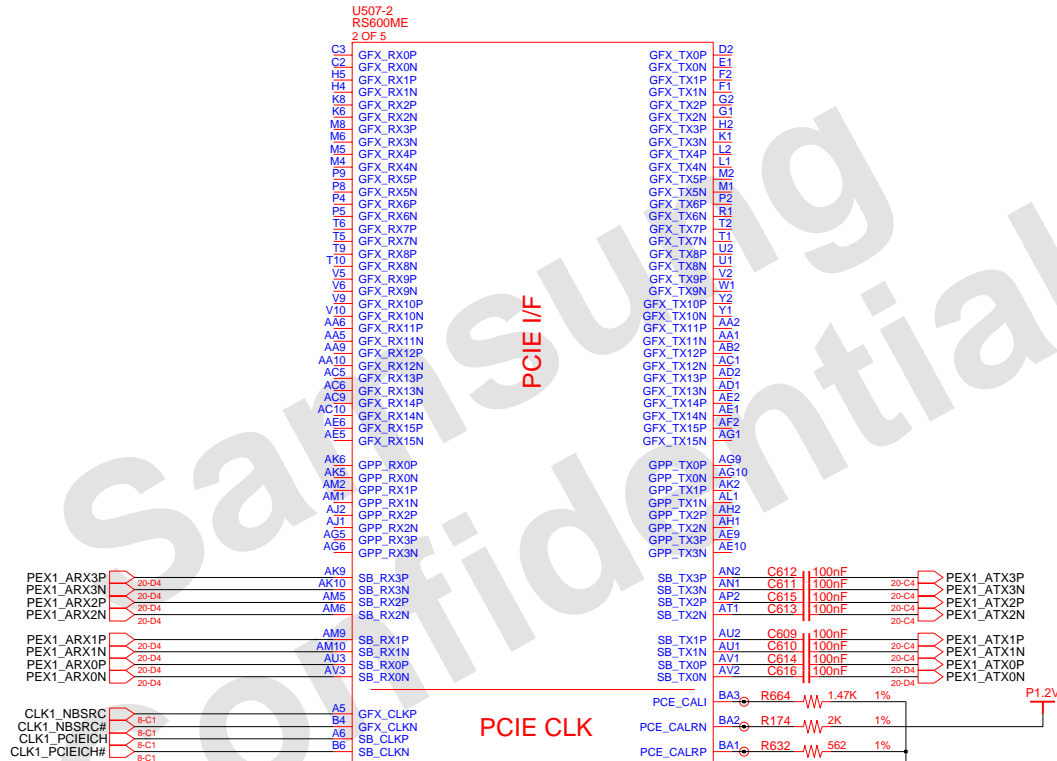 U507-2
RS600ME
2 OF 5
C3 GFX_RX0P GFX_TX0P D2
C2 GFX_RX0N GFX_TX0N E1
H5 GFX_RX1P GFX_TX1P F2
H4 GFX_RX1N GFX_TX1N F1
K8 GFX_RX2P GFX_TX2P G2
K6 GFX_RX2N GFX_TX2N G1
M8 GFX_RX3P GFX_TX3P H2
M6 GFX_RX3N GFX_TX3N K1
M5 GFX_RX4P GFX_TX4P L2
M4 GFX_RX4N GFX_TX4N L1
P9 GFX_RX5P GFX_TX5P M2
P8 GFX_RX5N GFX_TX5N M1
P4 GFX_RX6P GFX_TX6P P2
P5 GFX_RX6N GFX_TX6N R1
T6 GFX_RX7P GFX_TX7P T2
T5 GFX_RX7N GFX_TX7N T1
T9 GFX_RX8P GFX_TX8P U2
T10 GFX_RX8N GFX_TX8N U1
V5 GFX_RX9P GFX_TX9P V2
V6 GFX_RX9N GFX_TX9N W1
V9 GFX_RX10P GFX_TX10P Y2
V10 GFX_RX10N GFX_TX10N Y1
AA6 GFX_RX11P GFX_TX11P AA2
AA5 GFX_RX11N GFX_TX11N AA1
AA9 GFX_RX12P GFX_TX12P AB2
AA10 GFX_RX12N GFX_TX12N AC1
AC5 GFX_RX13P GFX_TX13P AD2
AC6 GFX_RX13N GFX_TX13N AD1
AC9 GFX_RX14P GFX_TX14P AE2
AC10 GFX_RX14N GFX_TX14N AE1
AE6 GFX_RX15P GFX_TX15P AF2
AE5 GFX_RX15N GFX_TX15N AG1
PCIE I/F
AK6 GPP_RX0P GPP_TX0P AG9
AK5 GPP_RX0N GPP_TX0N AG10
AM2 GPP_RX1P GPP_TX1P AK2
AM1 GPP_RX1N GPP_TX1N AL1
AJ2 GPP_RX2P GPP_TX2P AH2
AJ1 GPP_RX2N GPP_TX2N AH1
AG5 GPP_RX3P GPP_TX3P AE9
AG6 GPP_RX3N GPP_TX3N AE10
PEX1_ARX3P 20-D4 AK9 SB_RX3P SB_TX3P AN2 C612 100nF 20-C4 PEX1_ATX3P
PEX1_ARX3N 20-D4 AK10 SB_RX3N SB_TX3N AN1 C611 100nF 20-C4 PEX1_ATX3N
PEX1_ARX2P 20-D4 AM5 SB_RX2P SB_TX2P AP2 C615 100nF 20-C4 PEX1_ATX2P
PEX1_ARX2N 20-D4 AM6 SB_RX2N SB_TX2N AT1 C613 100nF 20-C4 PEX1_ATX2N
PEX1_ARX1P 20-D4 AM9 SB_RX1P SB_TX1P AU2 C609 100nF 20-C4 PEX1_ATX1P
PEX1_ARX1N 20-D4 AM10 SB_RX1N SB_TX1N AU1 C610 100nF 20-C4 PEX1_ATX1N
PEX1_ARX0P 20-D4 AU3 SB_RX0P SB_TX0P AV1 C614 100nF 20-C4 PEX1_ATX0P
PEX1_ARX0N 20-D4 AV3 SB_RX0N SB_TX0N AV2 C616 100nF 20-D4 PEX1_ATX0N
PCE_CALI BA3 R664 1.47K 1% P1.2V
CLK1_NBSRC 8-C1 A5 GFX_CLKP
CLK1_NBSRC# 8-C1 B4 GFX_CLKN PCIE CLK PCE_CALRN BA2 R174 2K 1%
CLK1_PCIEICH 8-C1 A6 SB_CLKP
CLK1_PCIEICH# 8-C1 B6 SB_CLKN PCE_CALRP BA1 R632 562 1%
Samsung
Confidential